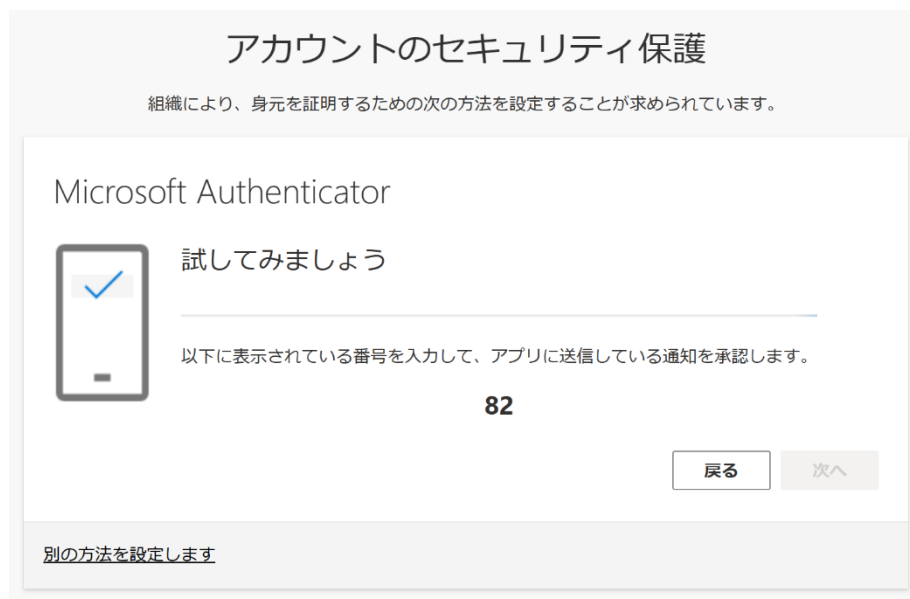 アカウントのセキュリティ保護
組織により、身元を証明するための次の方法を設定することが求められています。
Microsoft Authenticator
試してみましょう
以下に表示されている番号を入力して、アプリに送信している通知を承認します。
82
戻る
次へ
別の方法を設定します